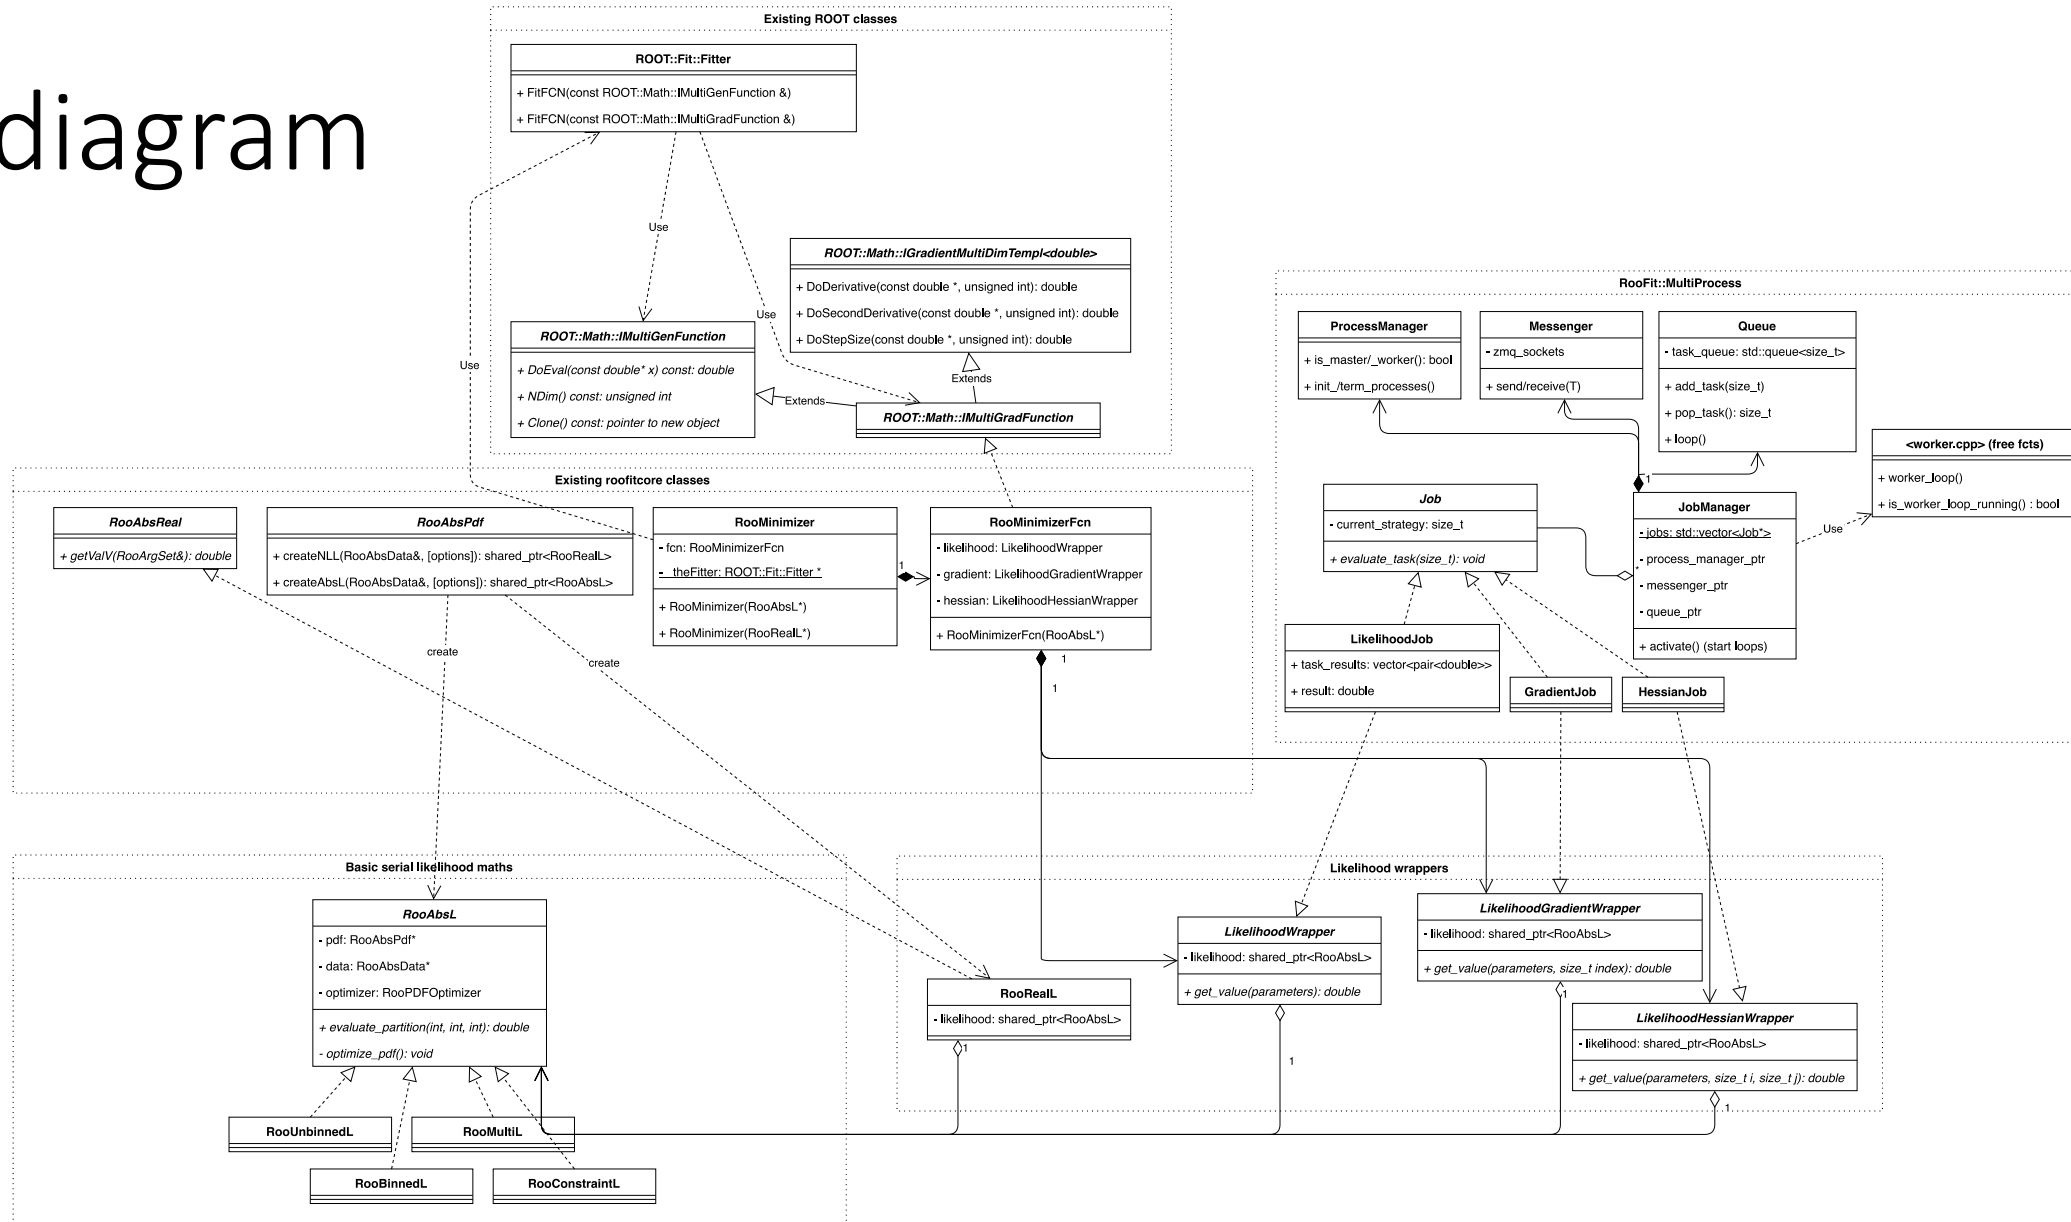 diagram
Existing ROOT classes
ROOT::Fit::Fitter
+ FitFCN(const ROOT::Math::IMultiGenFunction &)
+ FitFCN(const ROOT::Math::IMultiGradFunction &)
Use
Use
Use
ROOT::Math::IGradientMultiDimTempl<double>
+ DoDerivative(const double *, unsigned int): double
+ DoSecondDerivative(const double *, unsigned int): double
+ DoStepSize(const double *, unsigned int): double
ROOT::Math::IMultiGenFunction
+ DoEval(const double* x) const: double
+ NDim() const: unsigned int
+ Clone() const: pointer to new object
Extends
Extends
ROOT::Math::IMultiGradFunction
RooFit::MultiProcess
ProcessManager
+ is_master/_worker(): bool
+ init_/term_processes()
Messenger
- zmq_sockets
+ send/receive(T)
Queue
- task_queue: std::queue<size_t>
+ add_task(size_t)
+ pop_task(): size_t
+ loop()
<worker.cpp> (free fcts)
+ worker_loop()
+ is_worker_loop_running() : bool
Job
- current_strategy: size_t
+ evaluate_task(size_t): void
1
JobManager
- jobs: std::vector<Job*>
- process_manager_ptr
- messenger_ptr
- queue_ptr
+ activate() (start loops)
*
Use
LikelihoodJob
+ task_results: vector<pair<double>>
+ result: double
GradientJob
HessianJob
Existing roofitcore classes
RooAbsReal
+ getValV(RooArgSet&): double
RooAbsPdf
+ createNLL(RooAbsData&, [options]): shared_ptr<RooRealL>
+ createAbsL(RooAbsData&, [options]): shared_ptr<RooAbsL>
RooMinimizer
- fcn: RooMinimizerFcn
- _theFitter: ROOT::Fit::Fitter *
+ RooMinimizer(RooAbsL*)
+ RooMinimizer(RooRealL*)
1
RooMinimizerFcn
- likelihood: LikelihoodWrapper
- gradient: LikelihoodGradientWrapper
- hessian: LikelihoodHessianWrapper
+ RooMinimizerFcn(RooAbsL*)
1
1
create
create
Basic serial likelihood maths
RooAbsL
- pdf: RooAbsPdf*
- data: RooAbsData*
- optimizer: RooPDFOptimizer
+ evaluate_partition(int, int, int): double
- optimize_pdf(): void
RooUnbinnedL
RooMultiL
RooBinnedL
RooConstraintL
Likelihood wrappers
RooRealL
- likelihood: shared_ptr<RooAbsL>
1
LikelihoodWrapper
- likelihood: shared_ptr<RooAbsL>
+ get_value(parameters): double
1
LikelihoodGradientWrapper
- likelihood: shared_ptr<RooAbsL>
+ get_value(parameters, size_t index): double
1
LikelihoodHessianWrapper
- likelihood: shared_ptr<RooAbsL>
+ get_value(parameters, size_t i, size_t j): double
1